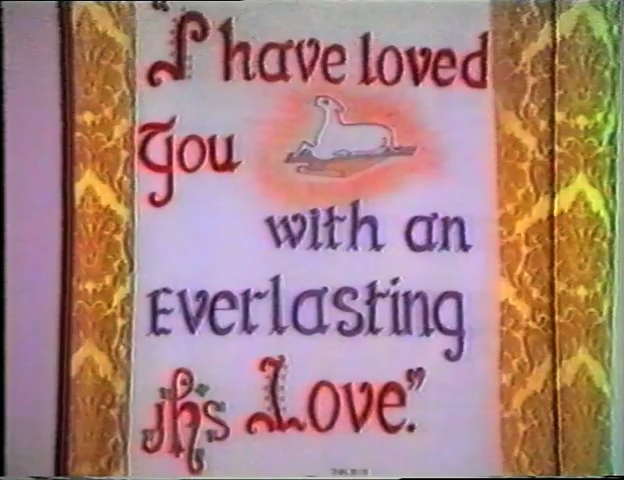 "I have loved
you
with an
Everlasting
jhs Love."